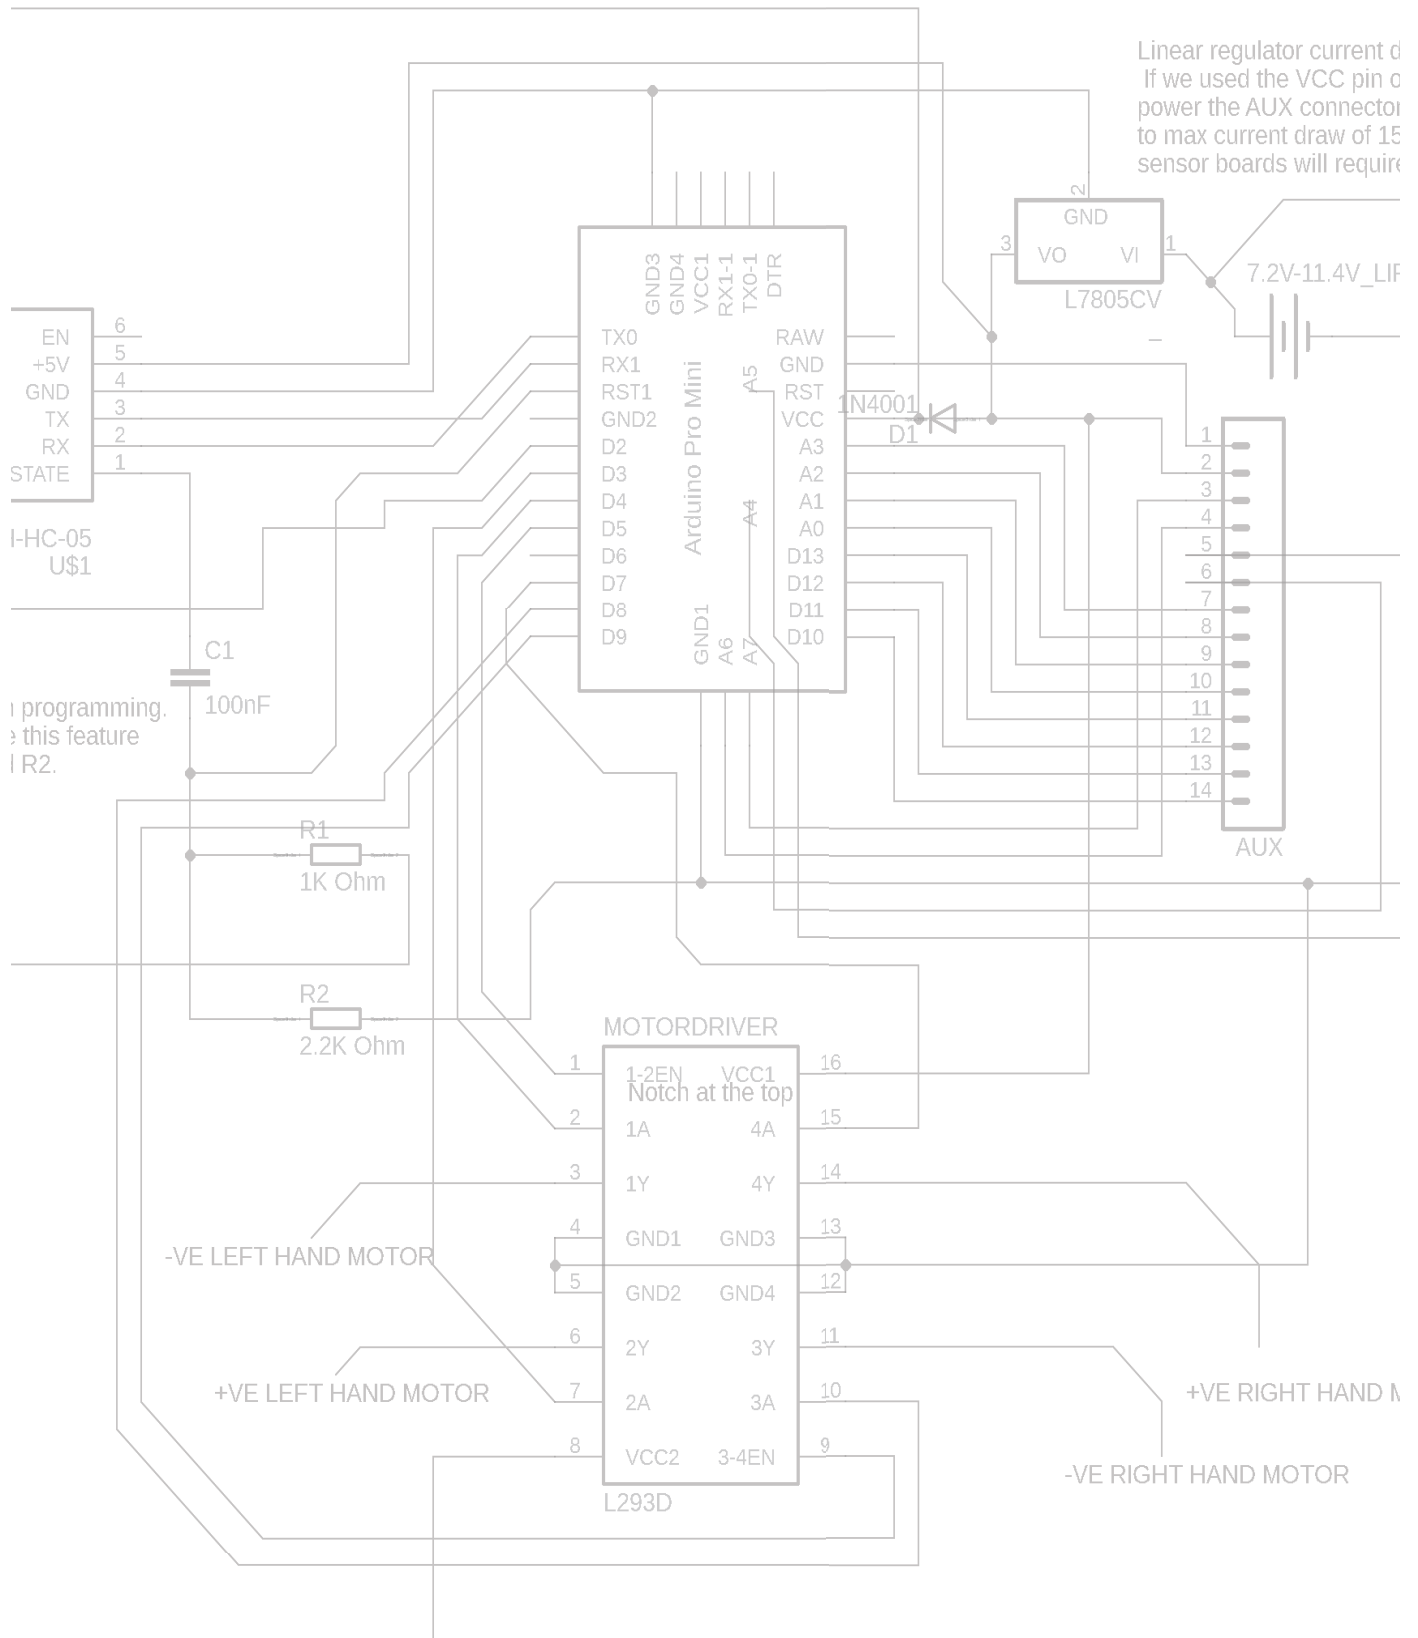 Linear regulator current d
If we used the VCC pin o
power the AUX connector
to max current draw of 15
sensor boards will require
2
GND
3
VO
VI
1
L7805CV
7.2V-11.4V_LIP
–
GND3
GND4
VCC1
RX1-1
TX0-1
DTR
TX0
RX1
RST1
GND2
D2
D3
D4
D5
D6
D7
D8
D9
Arduino Pro Mini
A5
A4
RAW
GND
RST
VCC
A3
A2
A1
A0
D13
D12
D11
D10
GND1
A6
A7
1N4001
D1
EN
+5V
GND
TX
RX
STATE
6
5
4
3
2
1
-HC-05
U$1
C1
100nF
programming.
this feature
R2.
R1
1K Ohm
R2
2.2K Ohm
1
2
3
4
5
6
7
8
9
10
11
12
13
14
AUX
MOTORDRIVER
1
2
3
4
5
6
7
8
1-2EN
1A
1Y
GND1
GND2
2Y
2A
VCC2
VCC1
4A
4Y
GND3
GND4
3Y
3A
3-4EN
16
15
14
13
12
11
10
9
Notch at the top
L293D
-VE LEFT HAND MOTOR
+VE LEFT HAND MOTOR
+VE RIGHT HAND M
-VE RIGHT HAND MOTOR